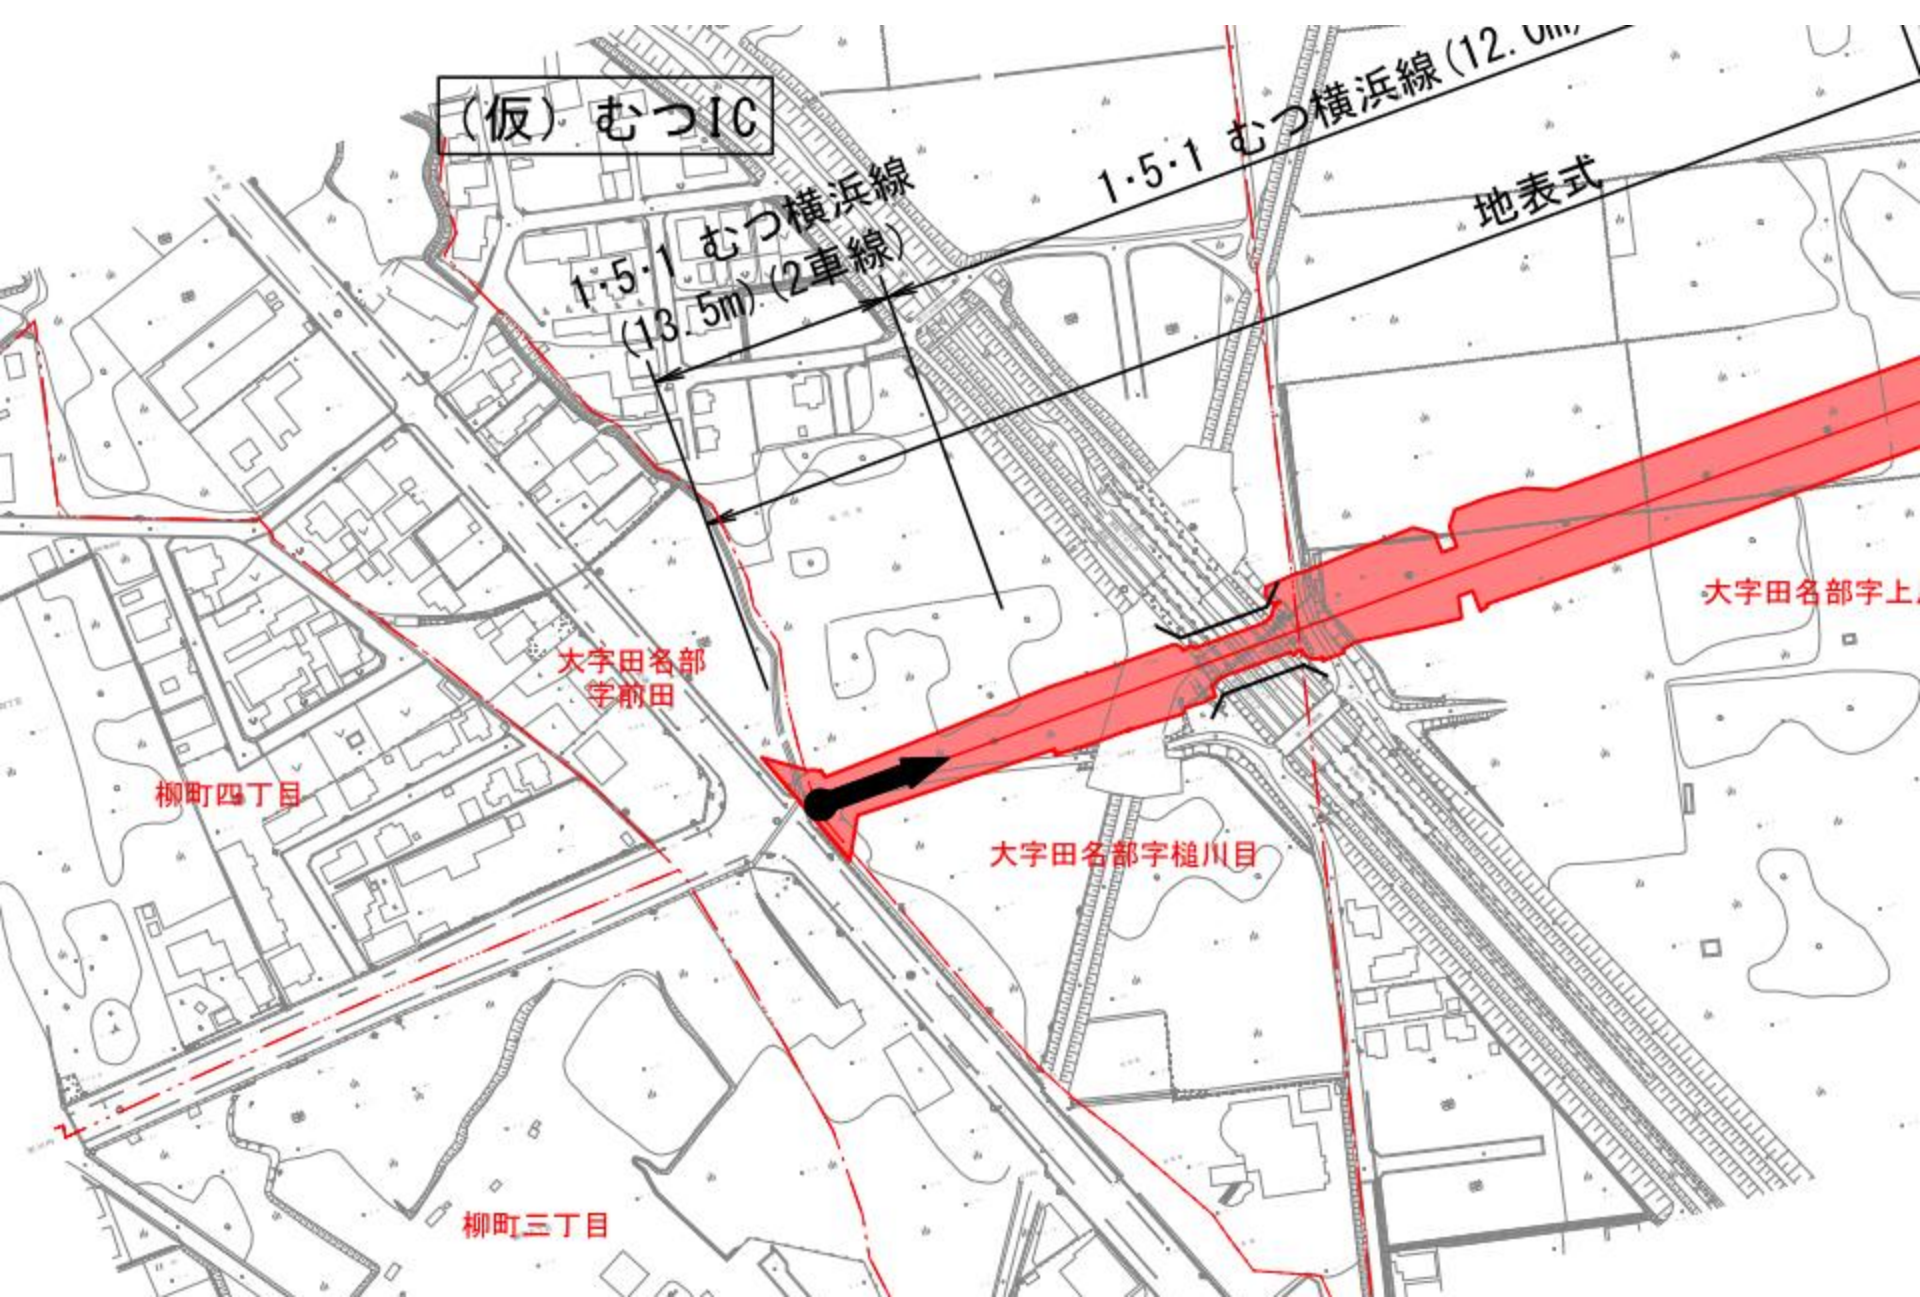 (仮) むつIC
1・5・1 むつ横浜線
(13.5m)(2車線)
1・5・1 むつ横浜線(12.0m)
地表式
大字田名部字上
大字田名部
字前田
柳町四丁目
大字田名部字槌川目
柳町三丁目